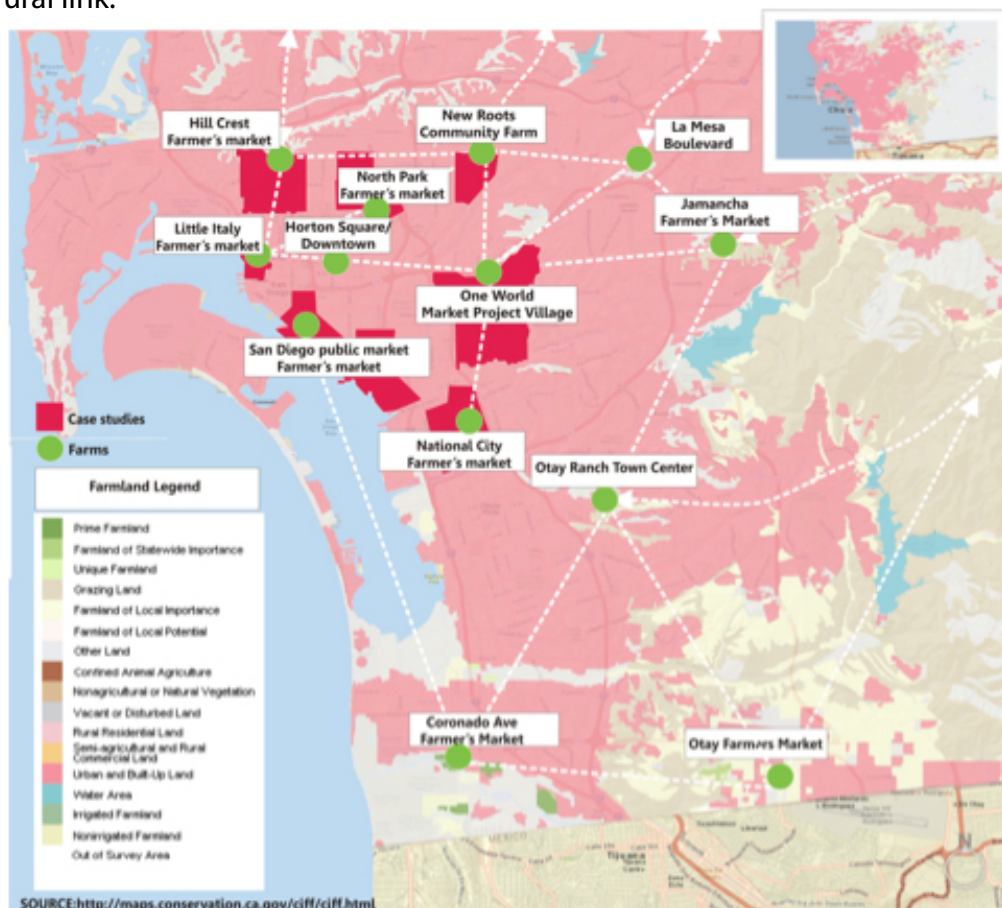 ural link.
Hill Crest
Farmer's market
New Roots
Community Farm
La Mesa
Boulevard
North Park
Farmer's market
Jamancha
Farmer's Market
Little Italy
Farmer's market
Horton Square/
Downtown
One World
Market Project Village
San Diego public market
Farmer's market
Case studies
Farms
National City
Farmer's market
Otay Ranch Town Center
Farmland Legend
Prime Farmland
Farmland of Statewide Importance
Unique Farmland
Grazing Land
Farmland of Local Importance
Farmland of Local Potential
Other Land
Confined Animal Agriculture
Nonagricultural or Natural Vegetation
Vacant or Disturbed Land
Rural Residential Land
Semi-agricultural and Rural
Commercial Land
Urban and Built-Up Land
Water Area
Irrigated Farmland
Nonirrigated Farmland
Out of Survey Area
Coronado Ave
Farmer's Market
Otay Farmers Market
MEXICO
Tijuana
N
SOURCE:http://maps.conservation.ca.gov/ciff/ciff.html